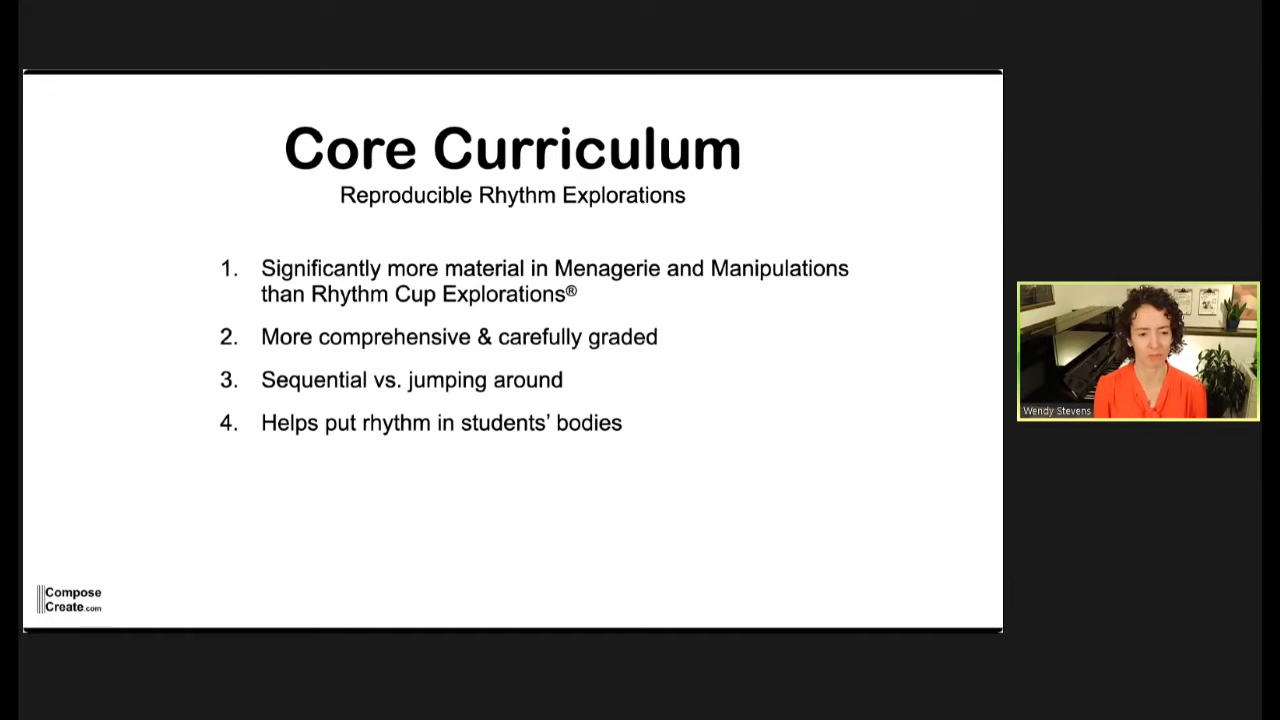 Core Curriculum
Reproducible Rhythm Explorations
1. Significantly more material in Menagerie and Manipulations
than Rhythm Cup Explorations®
2. More comprehensive & carefully graded
3. Sequential vs. jumping around
4. Helps put rhythm in students’ bodies
Compose
Create.com
Wendy Stevens